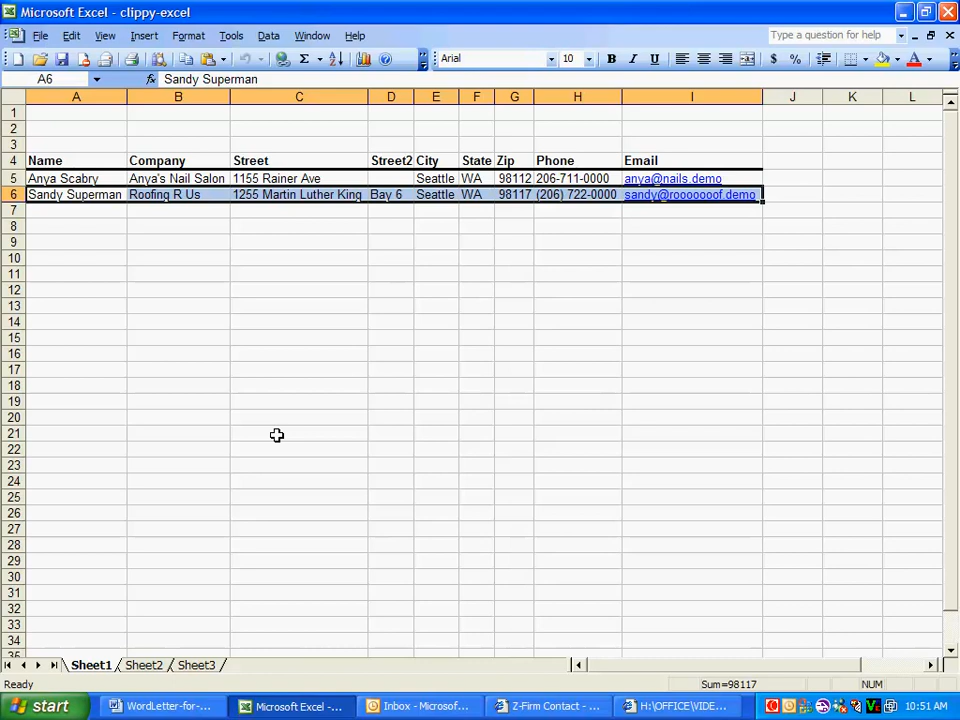 Microsoft Excel - clippy-excel
File Edit View Insert Format Tools Data Window Help Type a question for help
Arial 10 B I U $ %
A6 fx Sandy Superman
A B C D E F G H I J K L
1
2
3
4 Name Company Street Street2 City State Zip Phone Email
5 Anya Scabry Anya's Nail Salon 1155 Rainer Ave Seattle WA 98112 206-711-0000 anya@nails.demo
6 Sandy Superman Roofing R Us 1255 Martin Luther King Bay 6 Seattle WA 98117 (206) 722-0000 sandy@rooooooof.demo
7
8
9
10
11
12
13
14
15
16
17
18
19
20
21
22
23
24
25
26
27
28
29
30
31
32
33
34
35
Sheet1 Sheet2 Sheet3
Ready Sum=98117 NUM
start WordLetter-for-... Microsoft Excel -... Inbox - Microsof... Z-Firm Contact - ... H:\OFFICE\VIDE... 10:51 AM